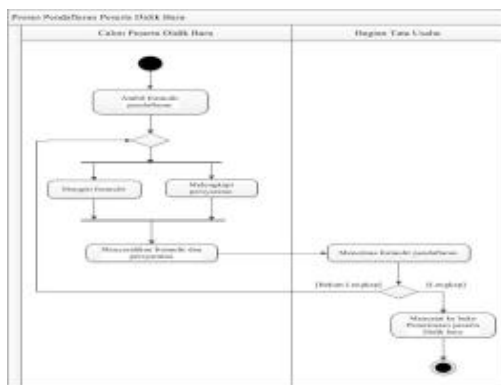 Proses Pendaftaran Peserta Didik Baru
Calon Peserta Didik Baru
Bagian Tata Usaha
Ambil formulir
pendaftaran
Mengisi formulir
Melengkapi
persyaratan
Menyerahkan formulir dan
persyaratan
Menerima formulir pendaftaran
[Belum Lengkap]
[Lengkap]
Mencatat ke buku
Penerimaan peserta
Didik baru